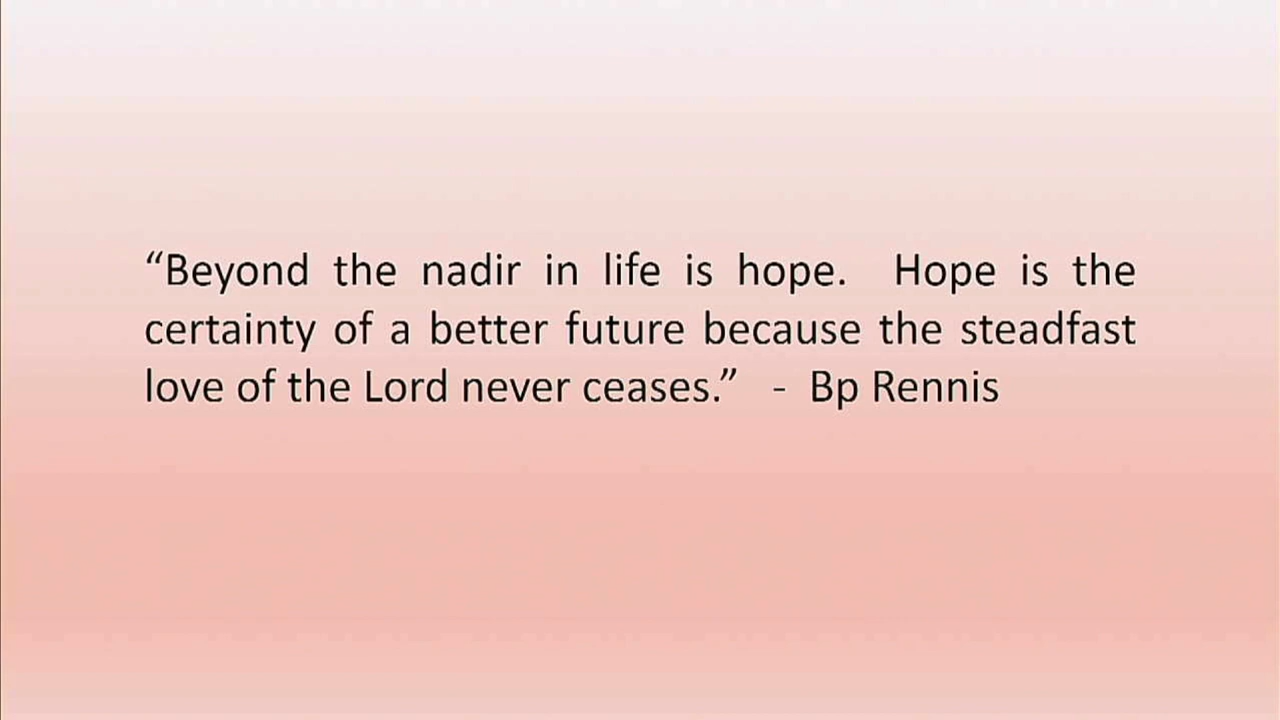 “Beyond the nadir in life is hope.  Hope is the
certainty of a better future because the steadfast
love of the Lord never ceases.”   -  Bp Rennis